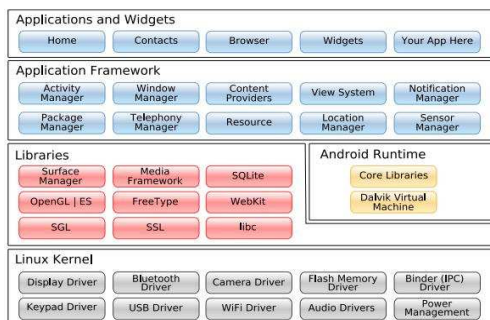 Applications and Widgets
Home Contacts Browser Widgets Your App Here
Application Framework
Activity Manager Window Manager Content Providers View System Notification Manager
Package Manager Telephony Manager Resource Location Manager Sensor Manager
Libraries
Surface Manager Media Framework SQLite
OpenGL | ES FreeType WebKit
SGL SSL libc
Android Runtime
Core Libraries
Dalvik Virtual Machine
Linux Kernel
Display Driver Bluetooth Driver Camera Driver Flash Memory Driver Binder (IPC) Driver
Keypad Driver USB Driver WiFi Driver Audio Drivers Power Management